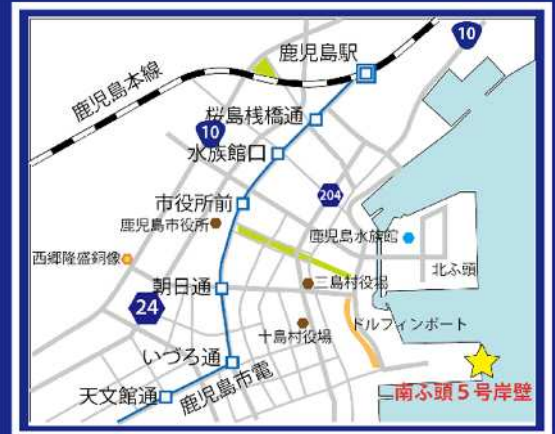 10
鹿児島駅
鹿児島本線
桜島桟橋通
10
水族館口
204
市役所前
鹿児島市役所
鹿児島水族館
西郷隆盛銅像
北ふ頭
三島村役場
朝日通
24
ドルフィンポート
十島村役場
いづろ通
鹿児島市電
天文館通
南ふ頭5号岸壁